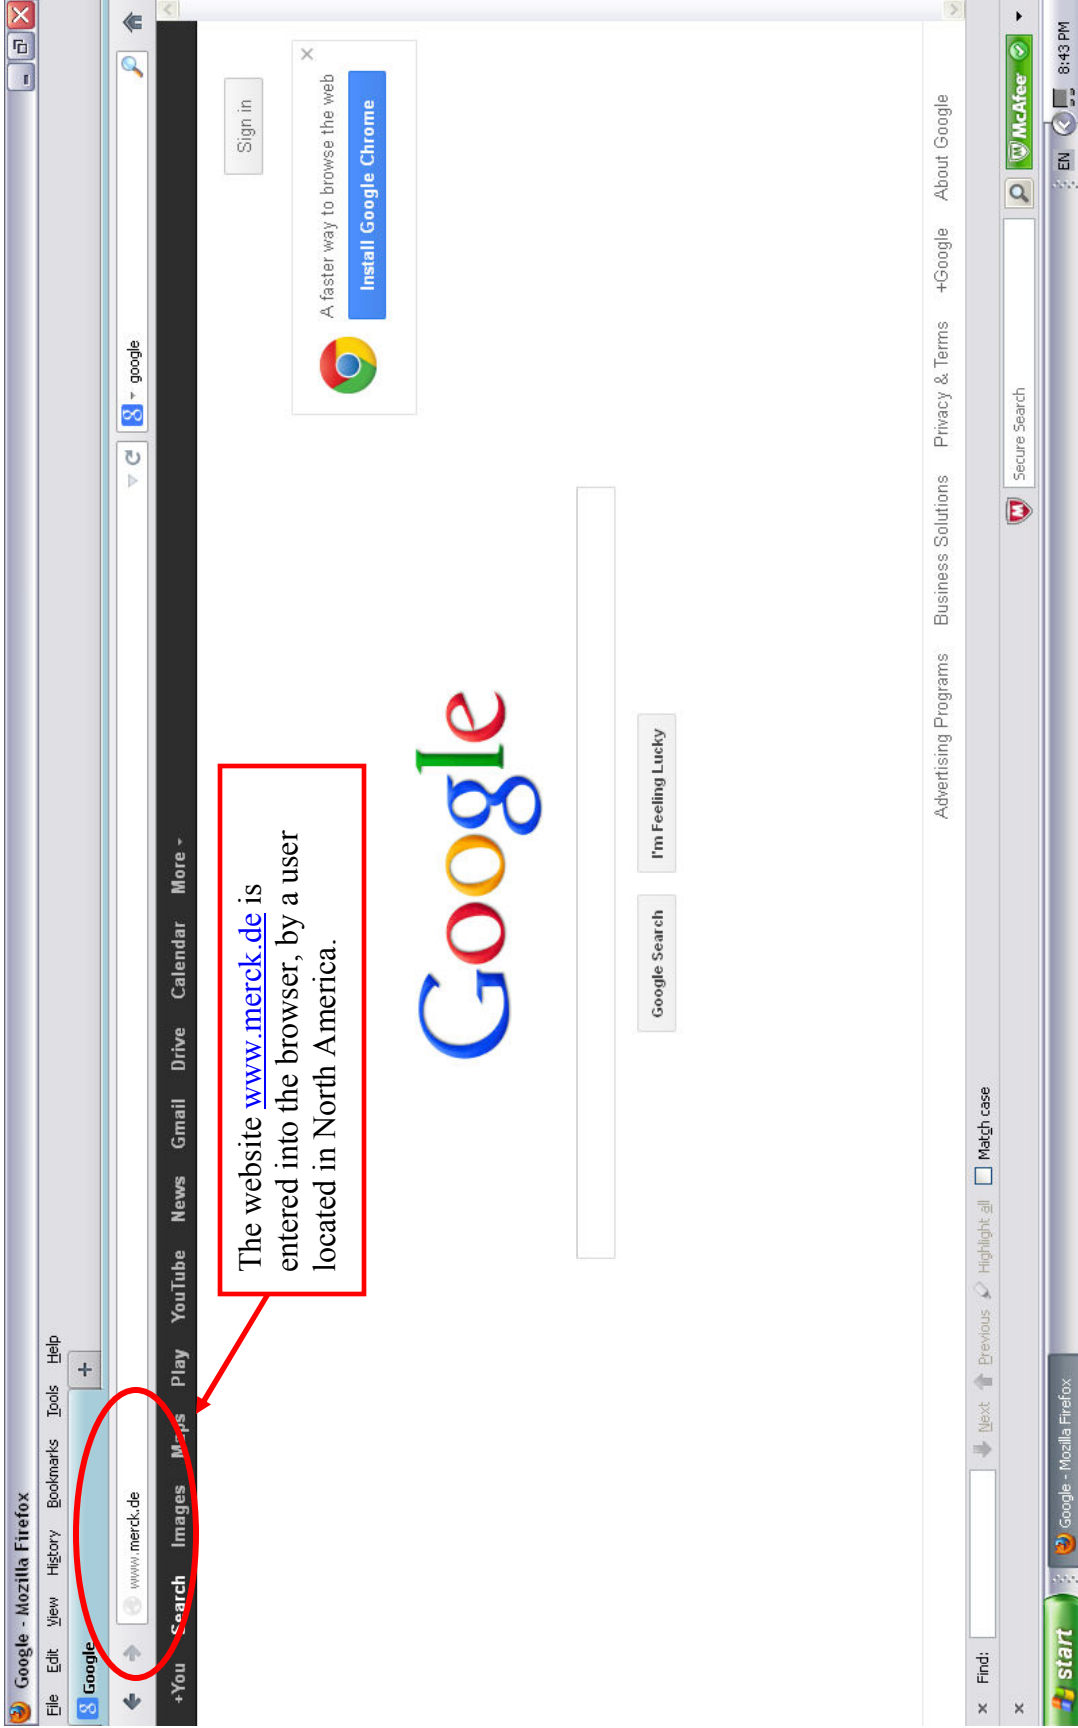 Google - Mozilla Firefox
File Edit View History Bookmarks Tools Help
Google +
www.merck.de google
+You Search Images Maps Play YouTube News Gmail Drive Calendar More
Sign in
A faster way to browse the web
Install Google Chrome
The website www.merck.de is
entered into the browser, by a user
located in North America.
Google
Google Search I'm Feeling Lucky
Advertising Programs Business Solutions Privacy & Terms +Google About Google
x Find: Next Previous Highlight all Match case
x Secure Search McAfee
start Google - Mozilla Firefox EN 8:43 PM